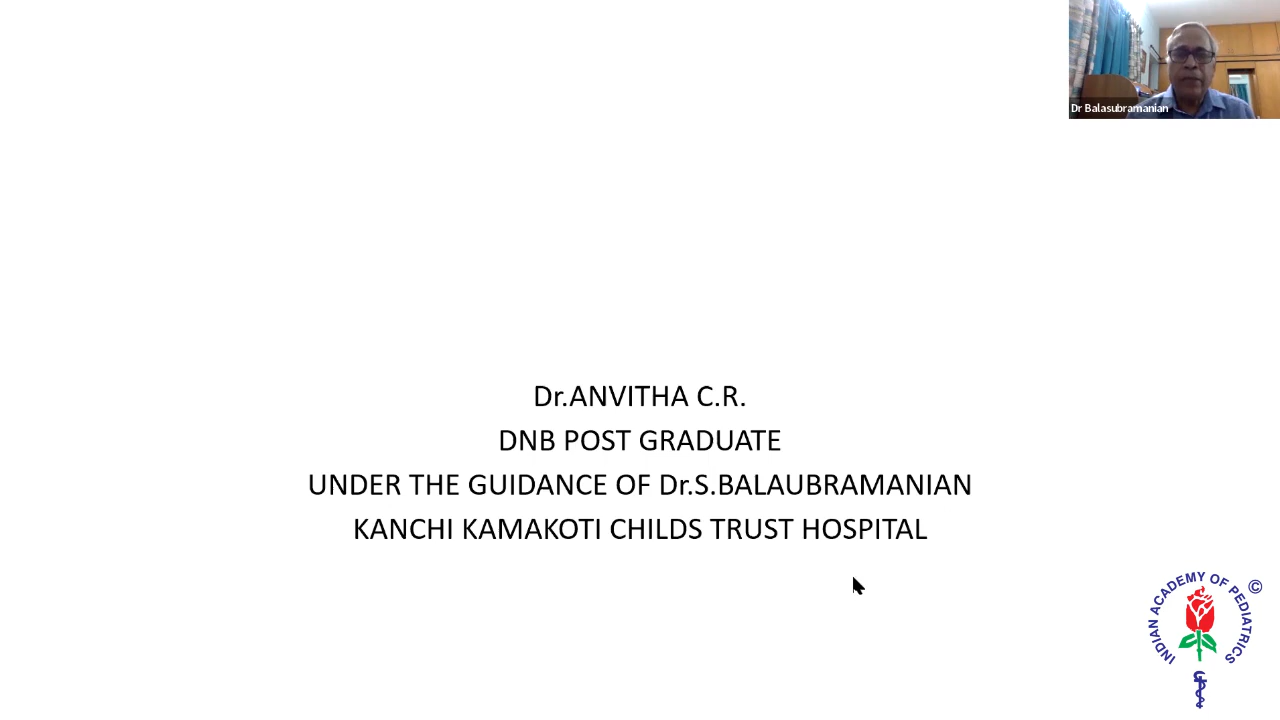 Dr Balasubramanian
Dr.ANVITHA C.R.
DNB POST GRADUATE
UNDER THE GUIDANCE OF Dr.S.BALAUBRAMANIAN
KANCHI KAMAKOTI CHILDS TRUST HOSPITAL
INDIAN ACADEMY OF PEDIATRICS
©